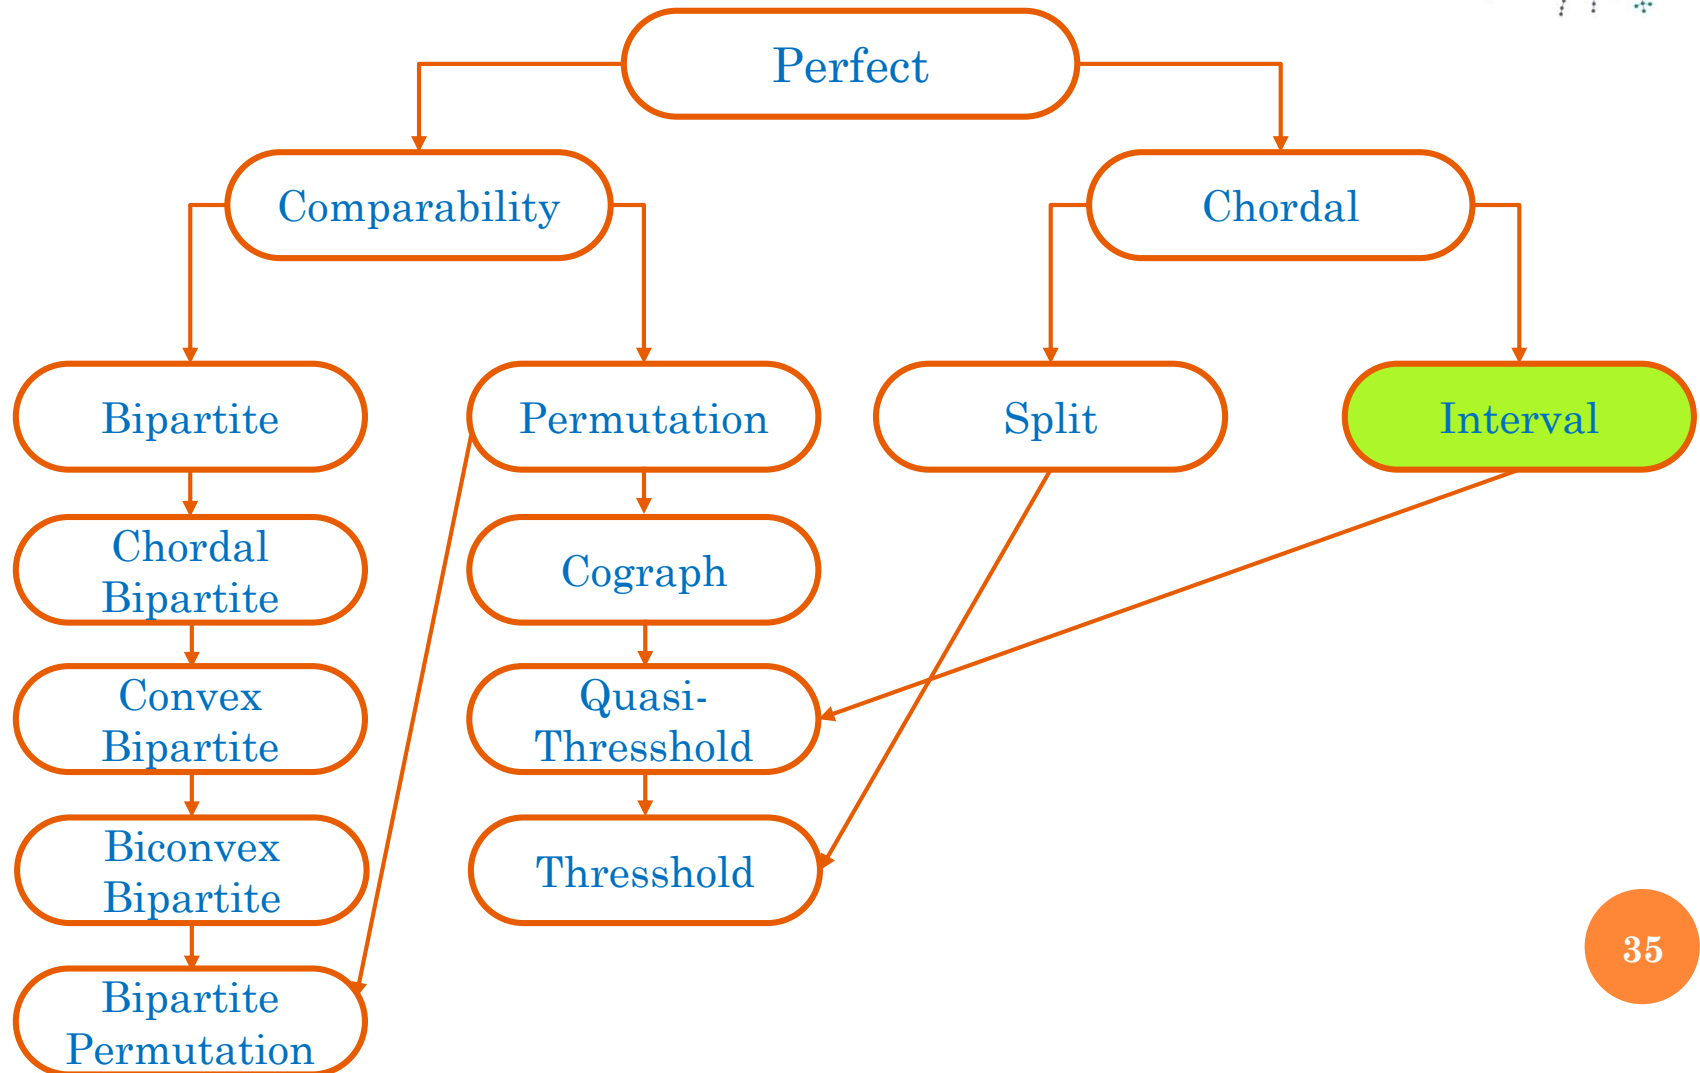 Perfect
Comparability
Chordal
Bipartite
Permutation
Split
Interval
Chordal
Bipartite
Cograph
Convex
Bipartite
Quasi-
Thresshold
Biconvex
Bipartite
Thresshold
Bipartite
Permutation
35